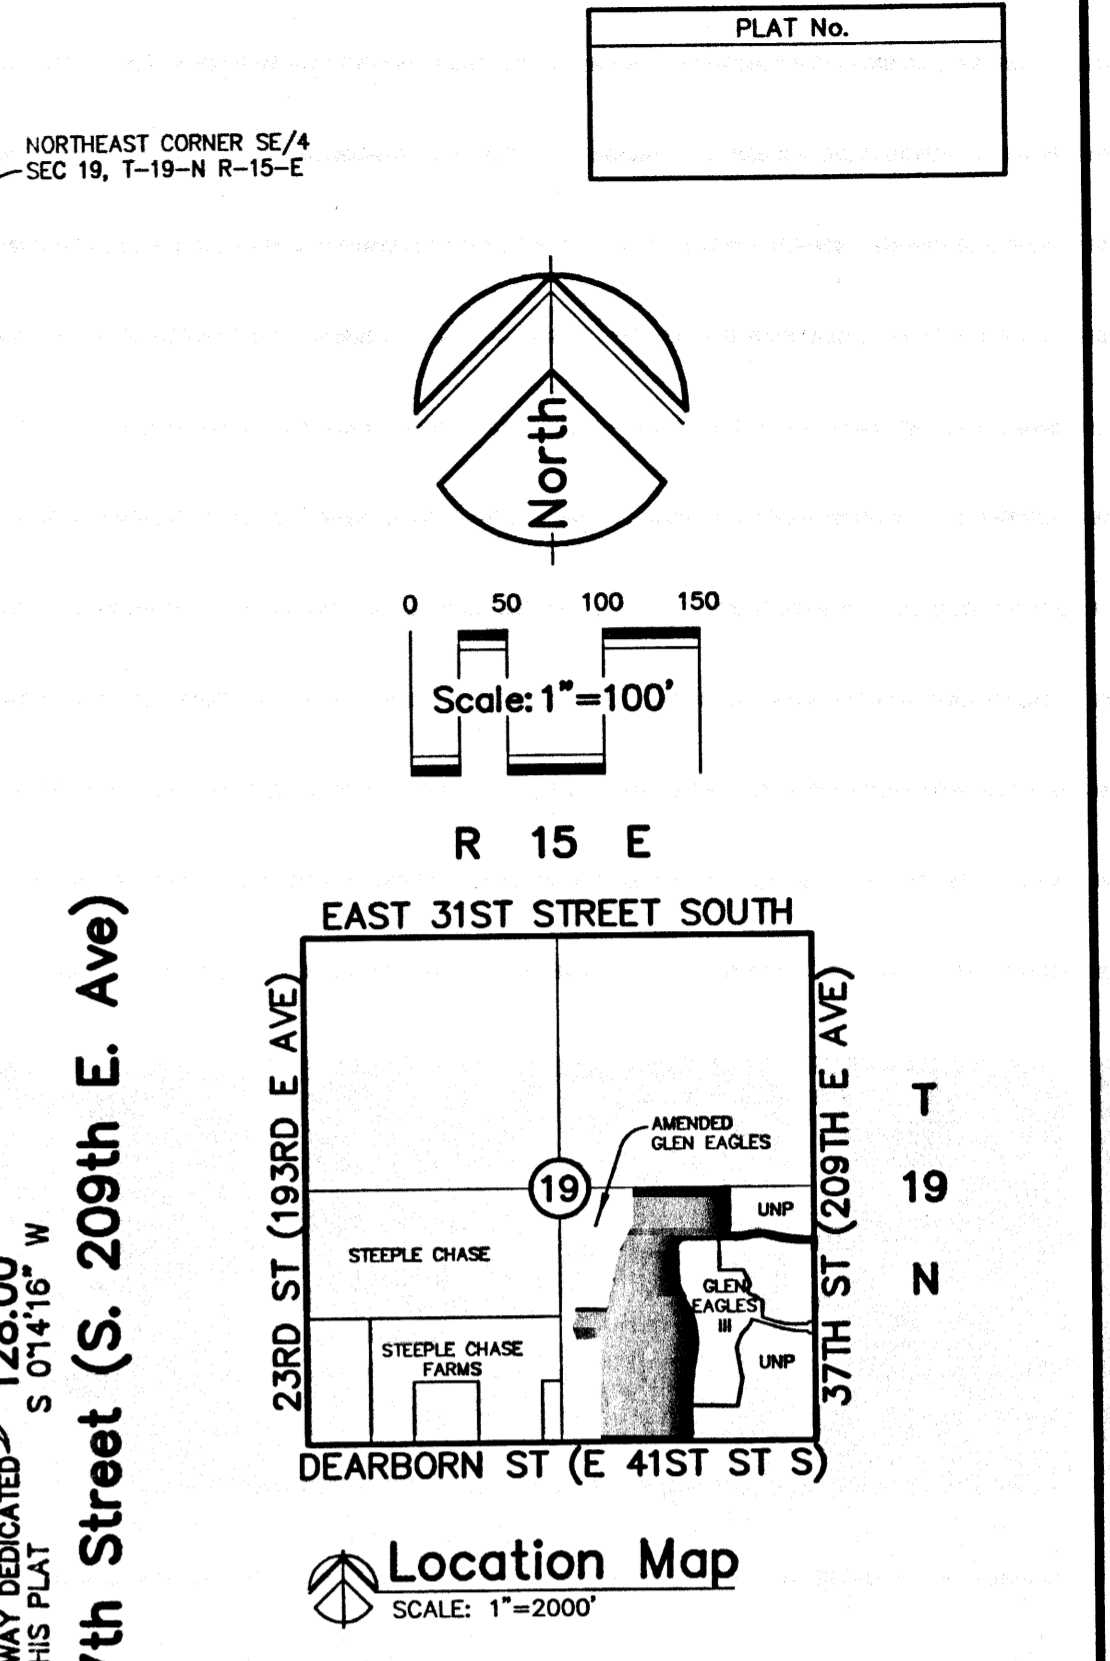 PLAT No.
NORTHEAST CORNER SE/4
SEC 19, T-19-N R-15-E
North
0 50 100 150
Scale: 1"=100'
R 15 E
EAST 31ST STREET SOUTH
23RD ST (193RD E AVE)
37TH ST (209TH E AVE)
T
19
N
AMENDED
GLEN EAGLES
19
UNP
STEEPLE CHASE
GLEN
EAGLES
III
STEEPLE CHASE
FARMS
UNP
DEARBORN ST (E 41ST ST S)
Location Map
SCALE: 1"=2000'
7th Street (S. 209th E. Ave)
128.00
S 0°14'16" W
WAY DEDICATED
HIS PLAT